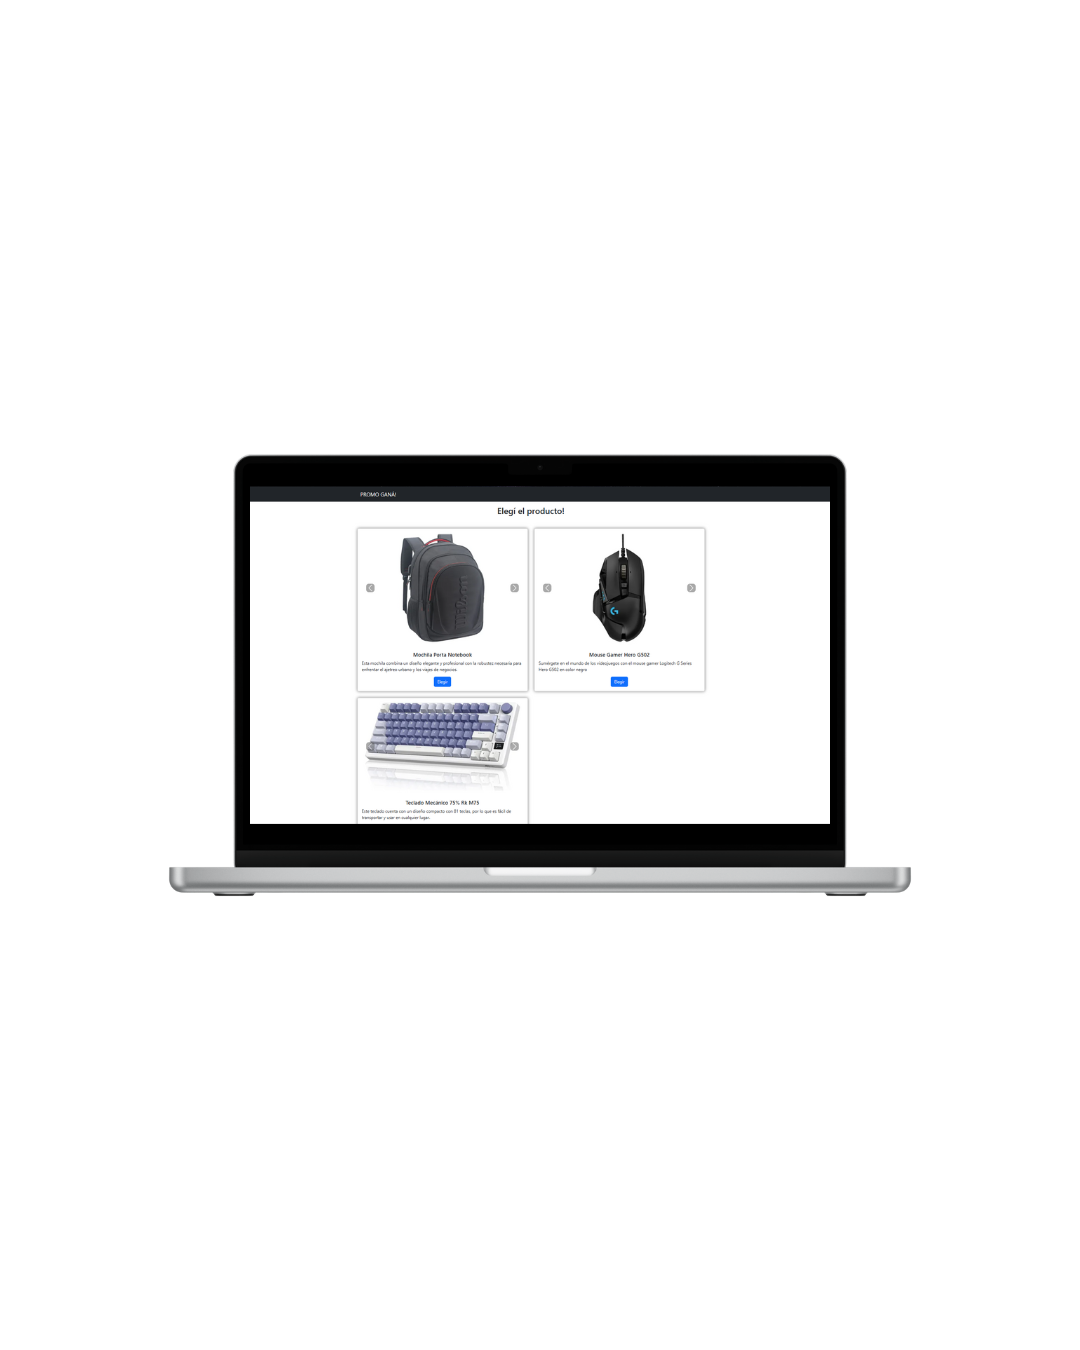 PROMO GANÁ!
Elegí el producto!
Wilson
Mochila Porta Notebook
Esta mochila combina un diseño elegante y profesional con la robustez necesaria para
enfrentar el ajetreo urbano y los viajes de negocios.
Elegir
Mouse Gamer Hero G502
Sumérgete en el mundo de los videojuegos con el mouse gamer Logitech G Series
Hero G502 en color negro
Elegir
Teclado Mecánico 75% Rk M75
Este teclado cuenta con un diseño compacto con 81 teclas, por lo que es fácil de
transportar y usar en cualquier lugar.